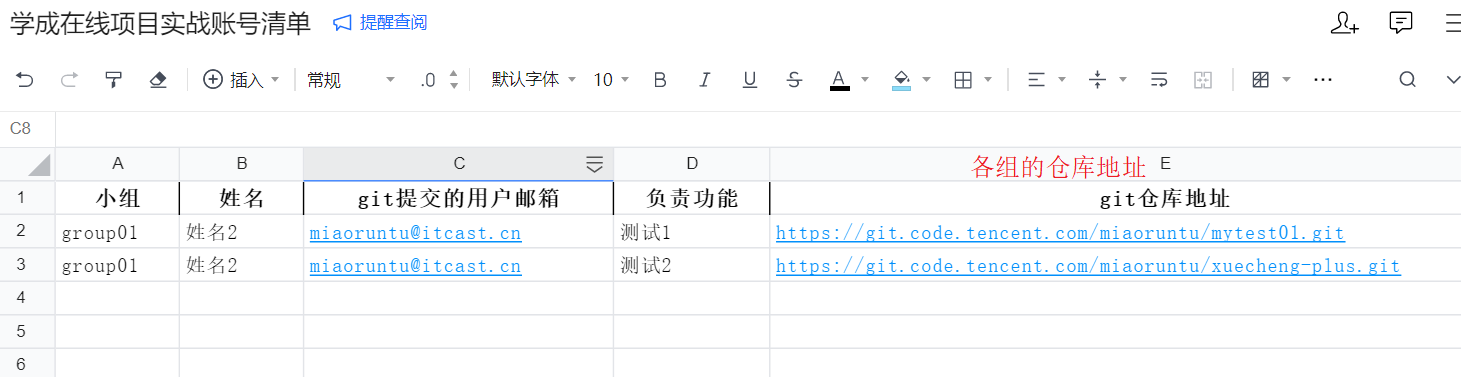 学成在线项目实战账号清单 提醒查阅
插入 常规 .0 默认字体 10 B I U S A
C8
A B C D 各组的仓库地址 E
1 小组 姓名 git提交的用户邮箱 负责功能 git仓库地址
2 group01 姓名2 miaoruntu@itcast.cn 测试1 https://git.code.tencent.com/miaoruntu/mytest01.git
3 group01 姓名2 miaoruntu@itcast.cn 测试2 https://git.code.tencent.com/miaoruntu/xuecheng-plus.git
4
5
6